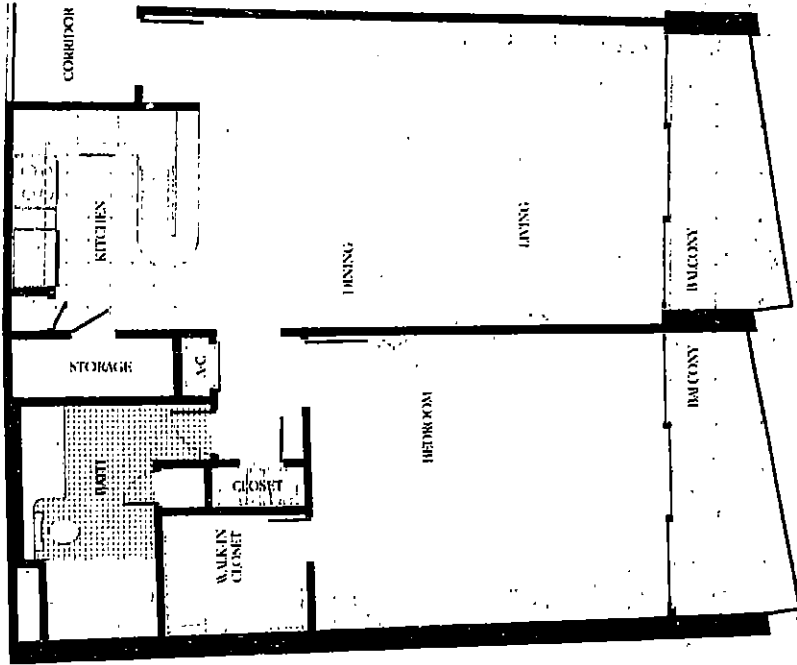 CORRIDOR
KITCHEN
DINING
LIVING
BALCONY
STORAGE
A/C
BALCONY
BEDROOM
BATH
CLOSET
WALK-IN
CLOSET